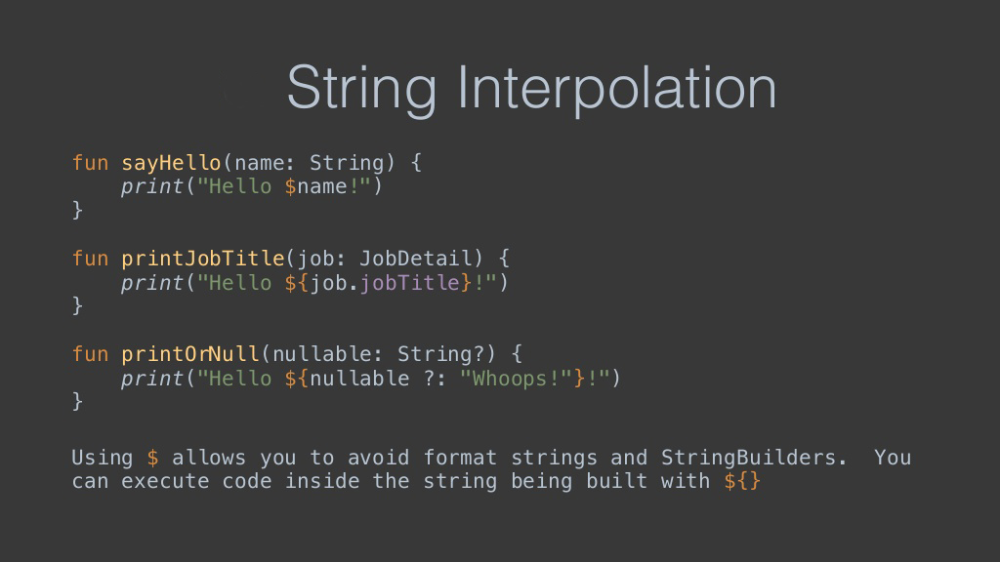 String Interpolation
fun sayHello(name: String) {
    print("Hello $name!")
}
fun printJobTitle(job: JobDetail) {
    print("Hello ${job.jobTitle}!")
}
fun printOrNull(nullable: String?) {
    print("Hello ${nullable ?: "Whoops!"}!")
}
Using $ allows you to avoid format strings and StringBuilders.  You
can execute code inside the string being built with ${}